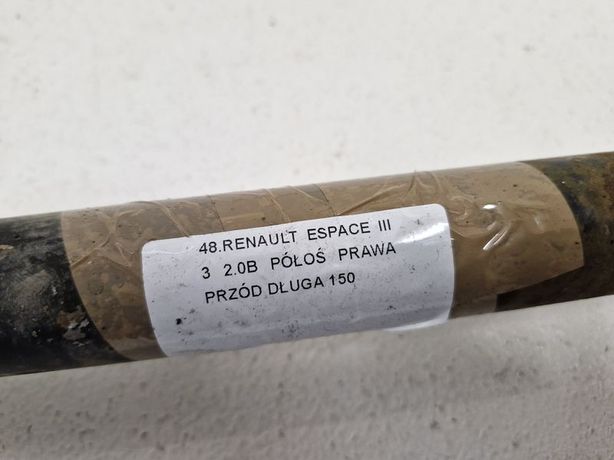 48.RENAULT ESPACE III
3 2.0B PÓŁOŚ PRAWA
PRZÓD DŁUGA 150